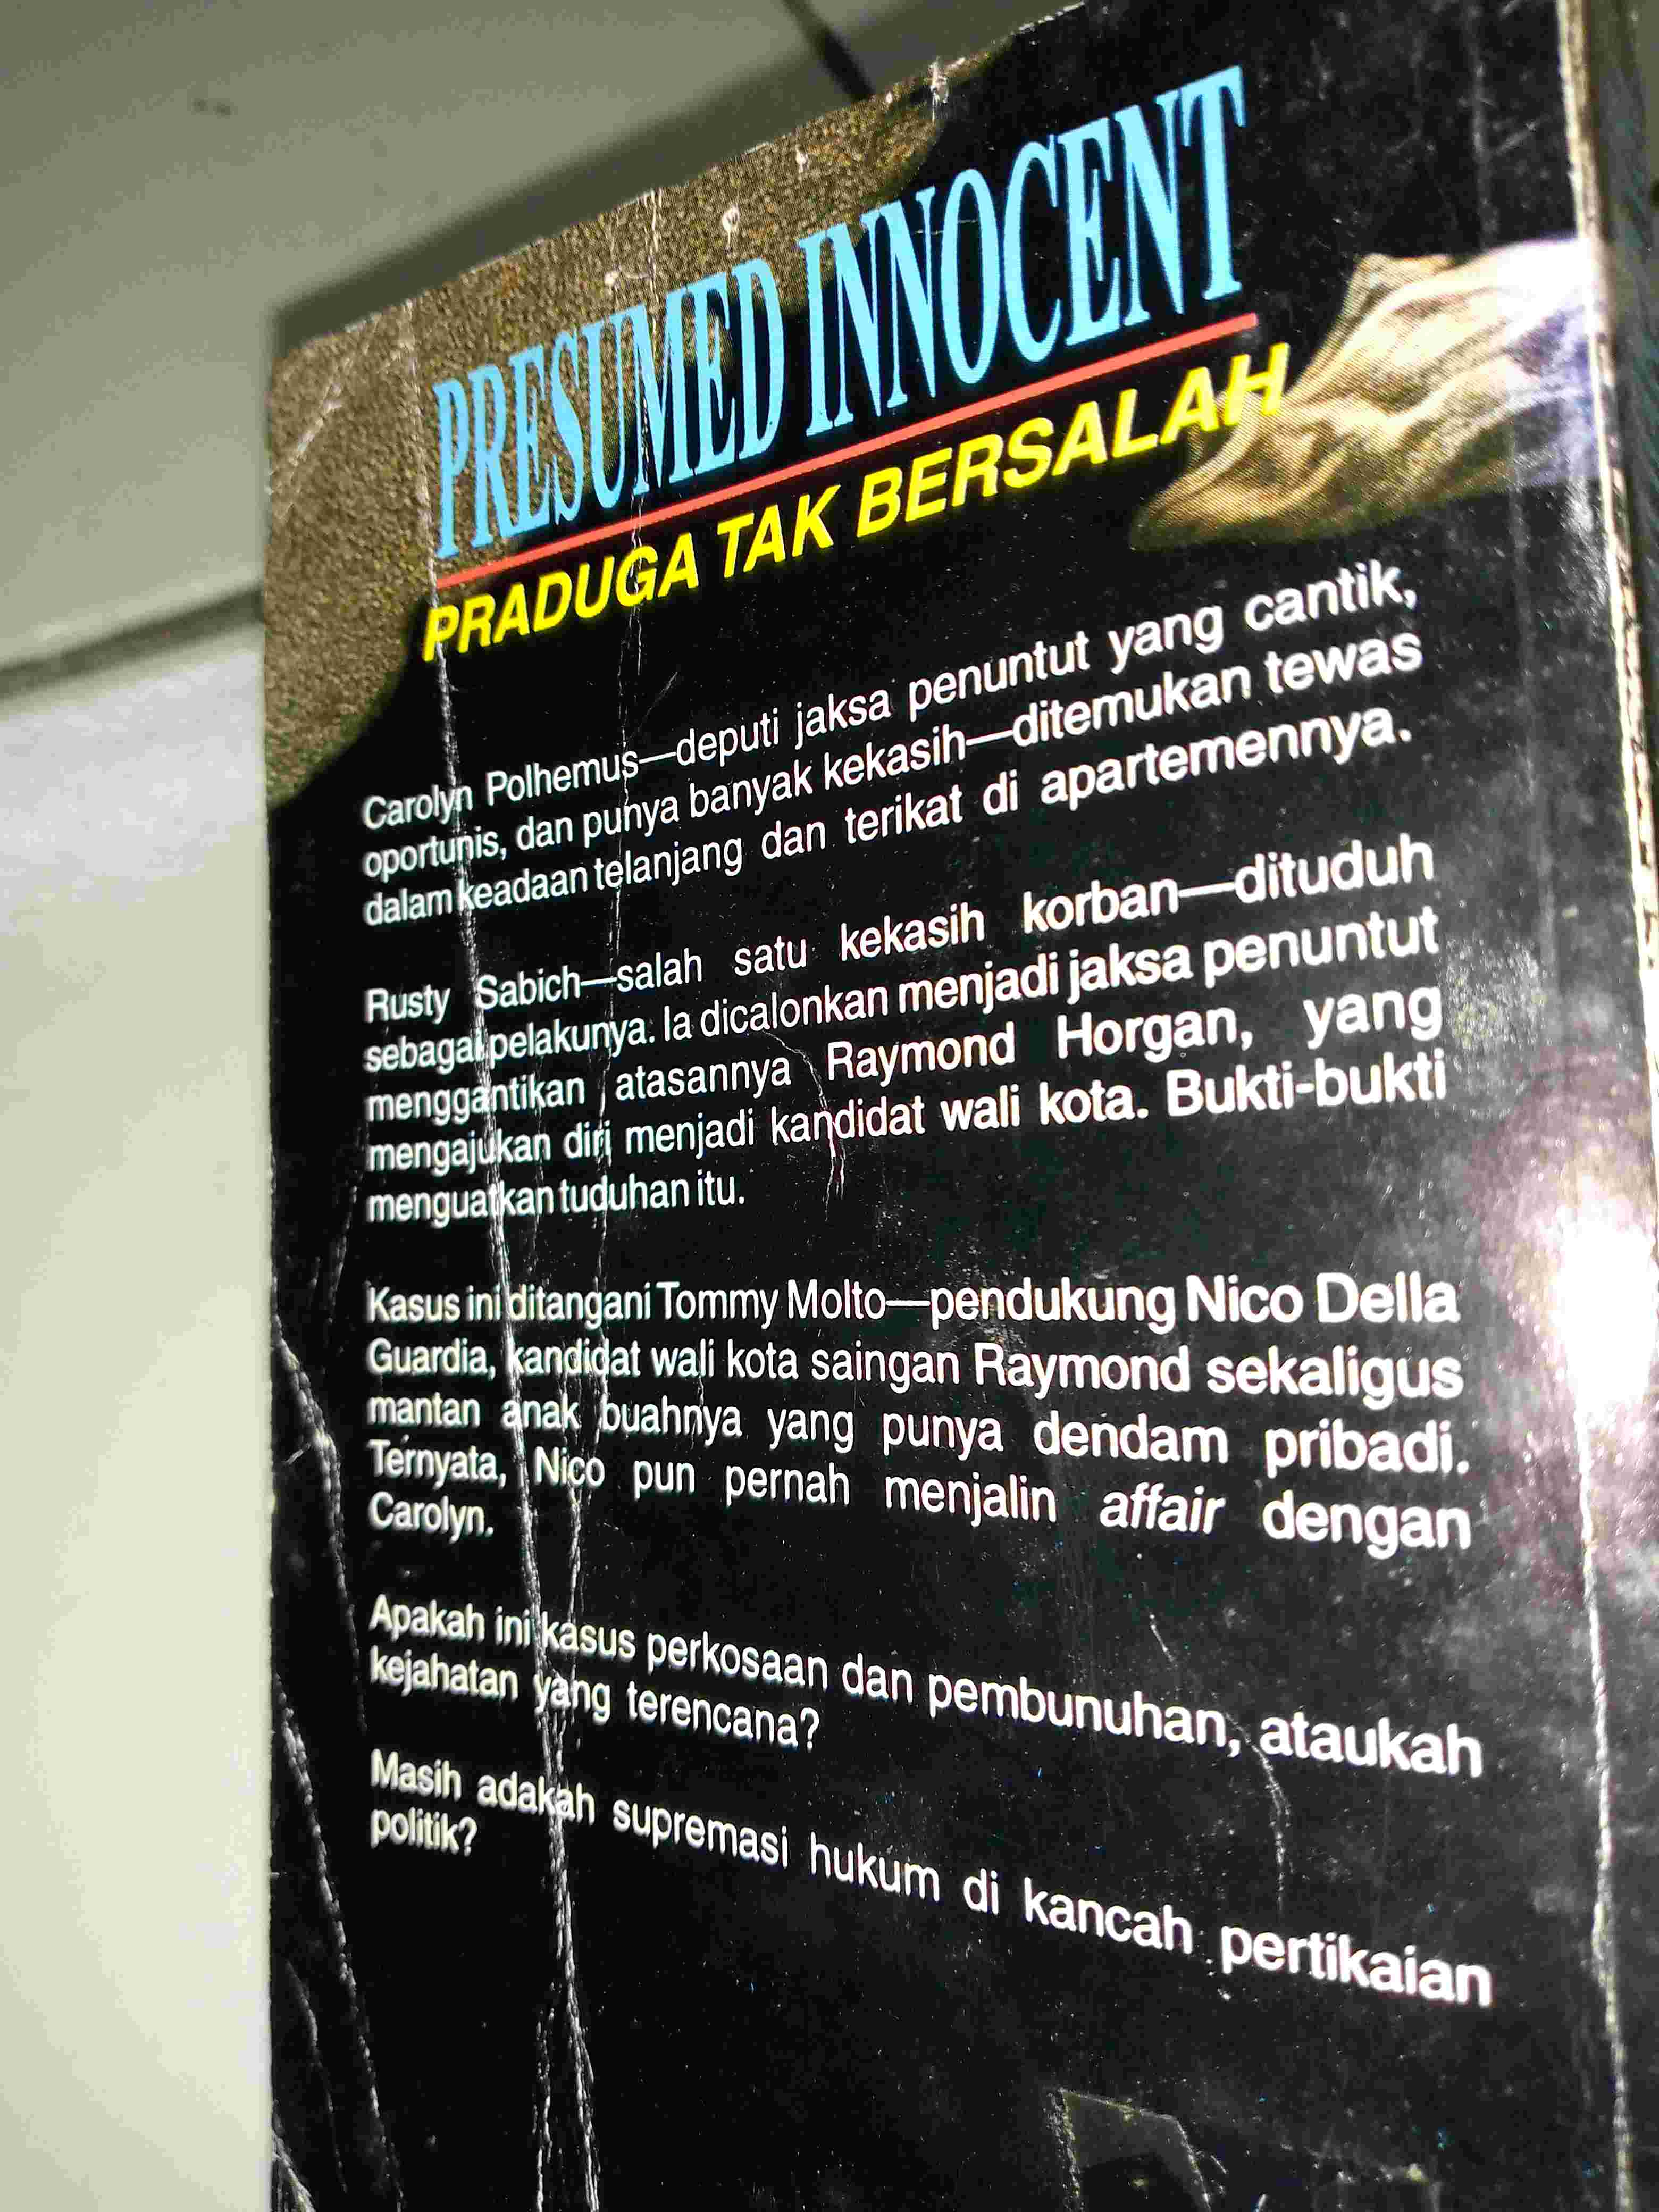 PRESUMED INNOCENT
PRADUGA TAK BERSALAH
Carolyn Polhemus—deputi jaksa penuntut yang cantik,
oportunis, dan punya banyak kekasih—ditemukan tewas
dalam keadaan telanjang dan terikat di apartemennya.
Rusty Sabich—salah satu kekasih korban—dituduh
sebagai pelakunya. Ia dicalonkan menjadi jaksa penuntut
menggantikan atasannya Raymond Horgan, yang
mengajukan diri menjadi kandidat wali kota. Bukti-bukti
menguatkan tuduhan itu.
Kasus ini ditangani Tommy Molto—pendukung Nico Della
Guardia, kandidat wali kota saingan Raymond sekaligus
mantan anak buahnya yang punya dendam pribadi.
Ternyata, Nico pun pernah menjalin affair dengan
Carolyn.
Apakah ini kasus perkosaan dan pembunuhan, ataukah
kejahatan yang terencana?
Masih adakah supremasi hukum di kancah pertikaian
politik?